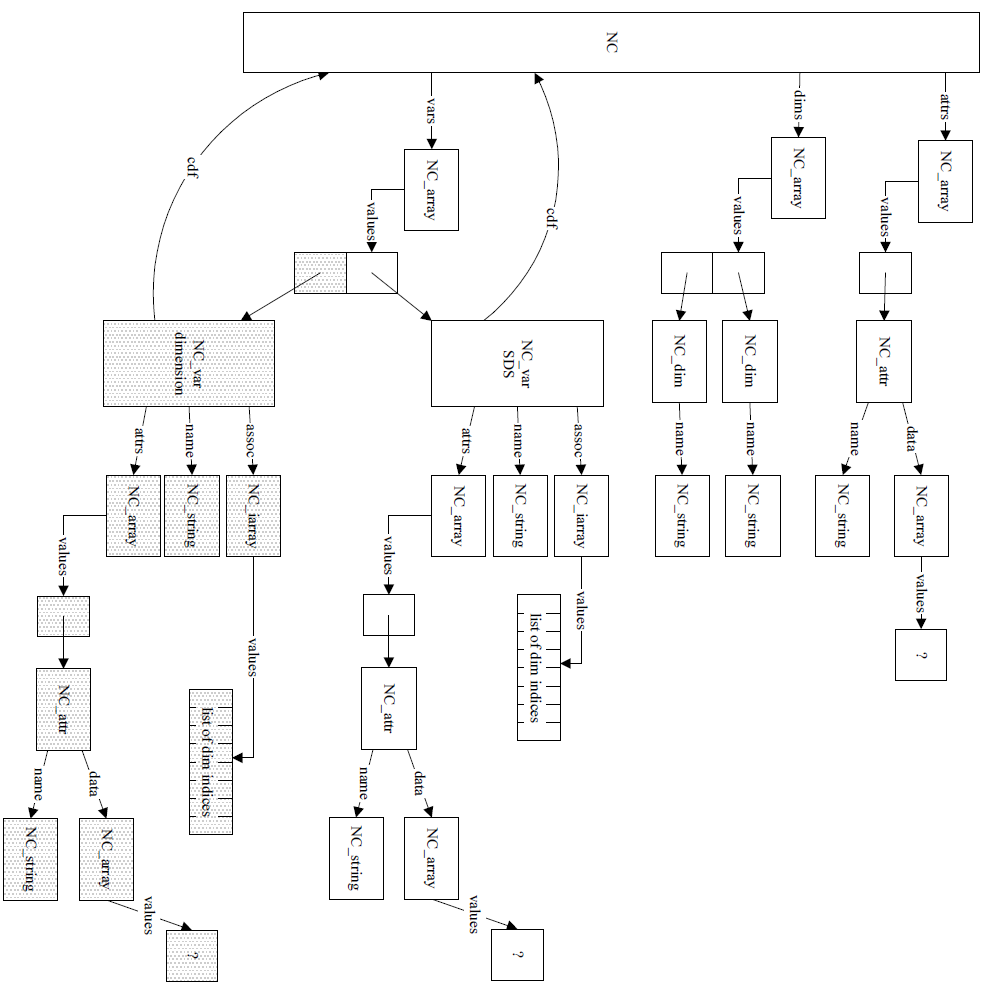 NC
vars
dims
attrs
NC_array
NC_array
NC_array
cdf
cdf
values
values
values
NC_var
dimension
NC_var
SDS
NC_dim
NC_dim
NC_attr
attrs
name
assoc
attrs
name
assoc
name
name
name
data
NC_array
NC_string
NC_iarray
NC_array
NC_string
NC_iarray
NC_string
NC_string
NC_string
NC_array
values
values
values
values
values
list of dim indices
?
NC_attr
list of dim indices
NC_attr
name
data
name
data
NC_string
NC_array
NC_string
NC_array
values
values
?
?